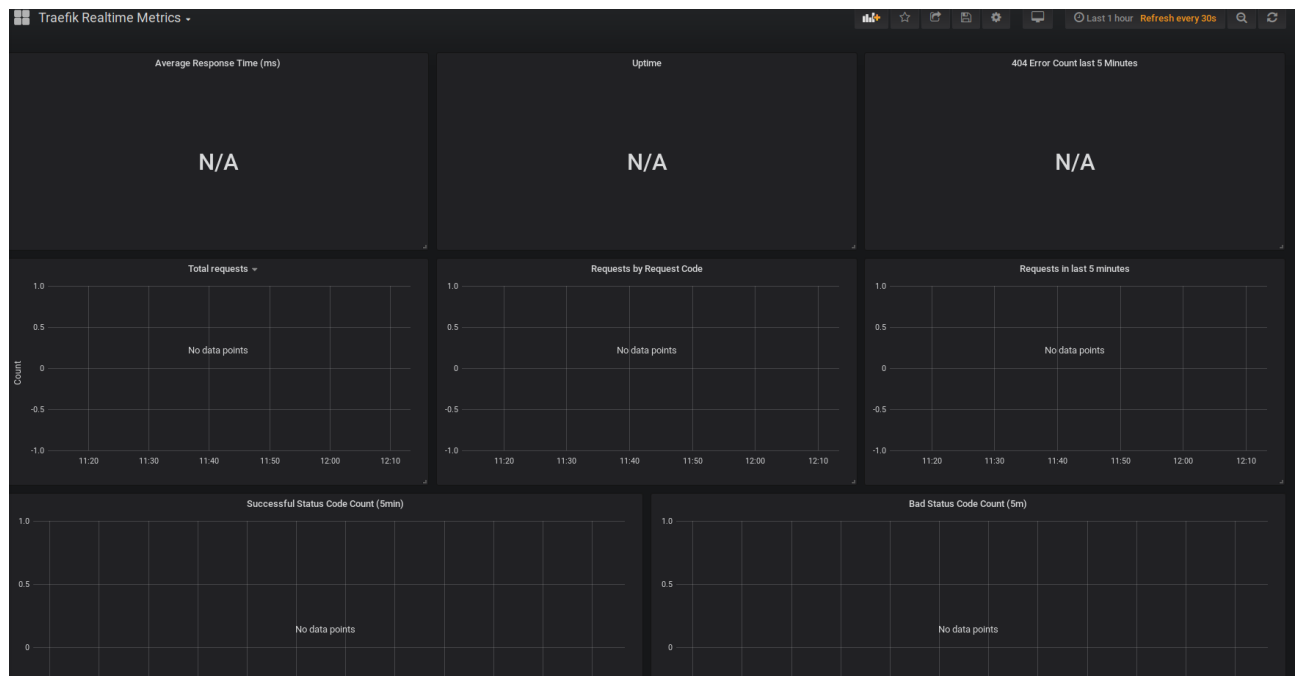 Traefik Realtime Metrics
Last 1 hour Refresh every 30s
Average Response Time (ms)
N/A
Uptime
N/A
404 Error Count last 5 Minutes
N/A
Total requests
Count
1.0
0.5
0
-0.5
-1.0
No data points
11:20 11:30 11:40 11:50 12:00 12:10
Requests by Request Code
1.0
0.5
0
-0.5
-1.0
No data points
11:20 11:30 11:40 11:50 12:00 12:10
Requests in last 5 minutes
1.0
0.5
0
-0.5
-1.0
No data points
11:20 11:30 11:40 11:50 12:00 12:10
Successful Status Code Count (5min)
1.0
0.5
No data points
0
Bad Status Code Count (5m)
1.0
0.5
No data points
0